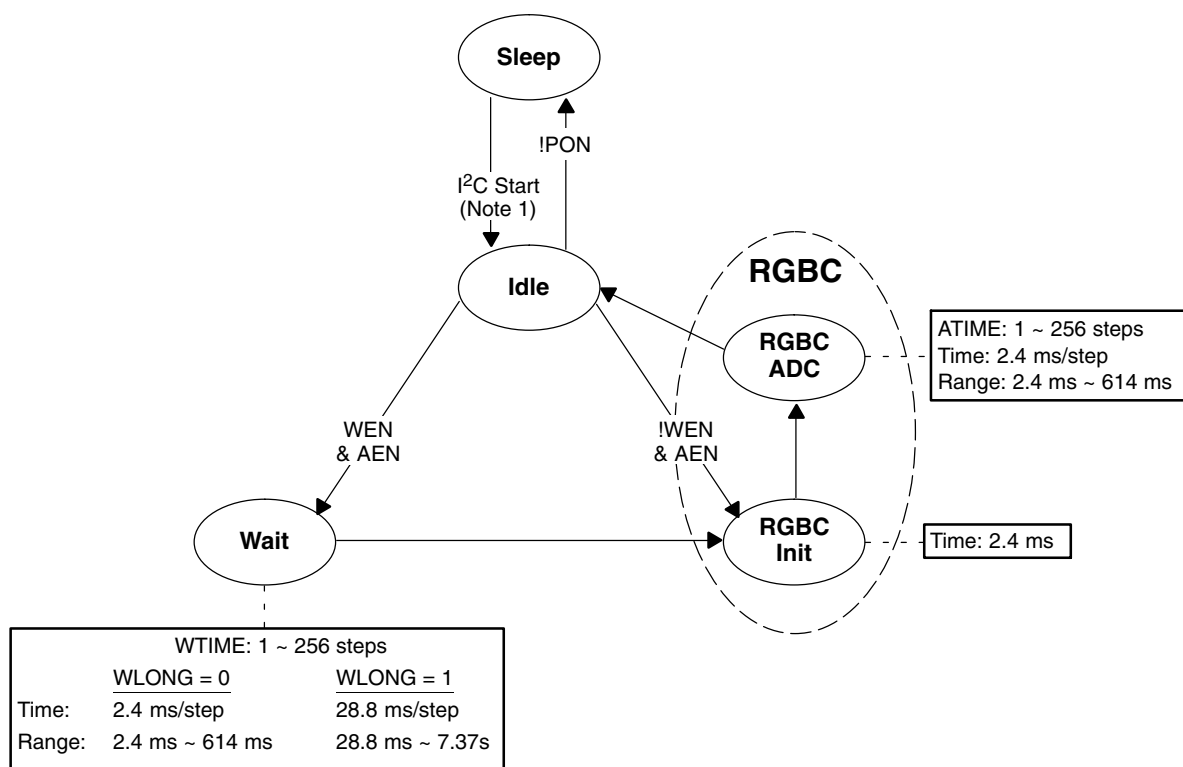 Sleep
!PON
I²C Start
(Note 1)
Idle
RGBC
RGBC
ADC
ATIME: 1 ~ 256 steps
Time: 2.4 ms/step
Range: 2.4 ms ~ 614 ms
WEN
& AEN
!WEN
& AEN
Wait
RGBC
Init
Time: 2.4 ms
WTIME: 1 ~ 256 steps
WLONG = 0 WLONG = 1
Time: 2.4 ms/step 28.8 ms/step
Range: 2.4 ms ~ 614 ms 28.8 ms ~ 7.37s